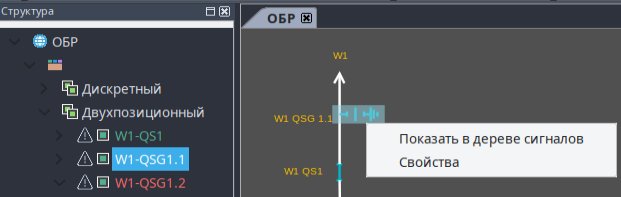 Структура
ОБР
Дискретный
Двухпозиционный
W1-QS1
W1-QSG1.1
W1-QSG1.2
ОБР
W1
W1 QSG 1.1
W1 QS1
Показать в дереве сигналов
Свойства